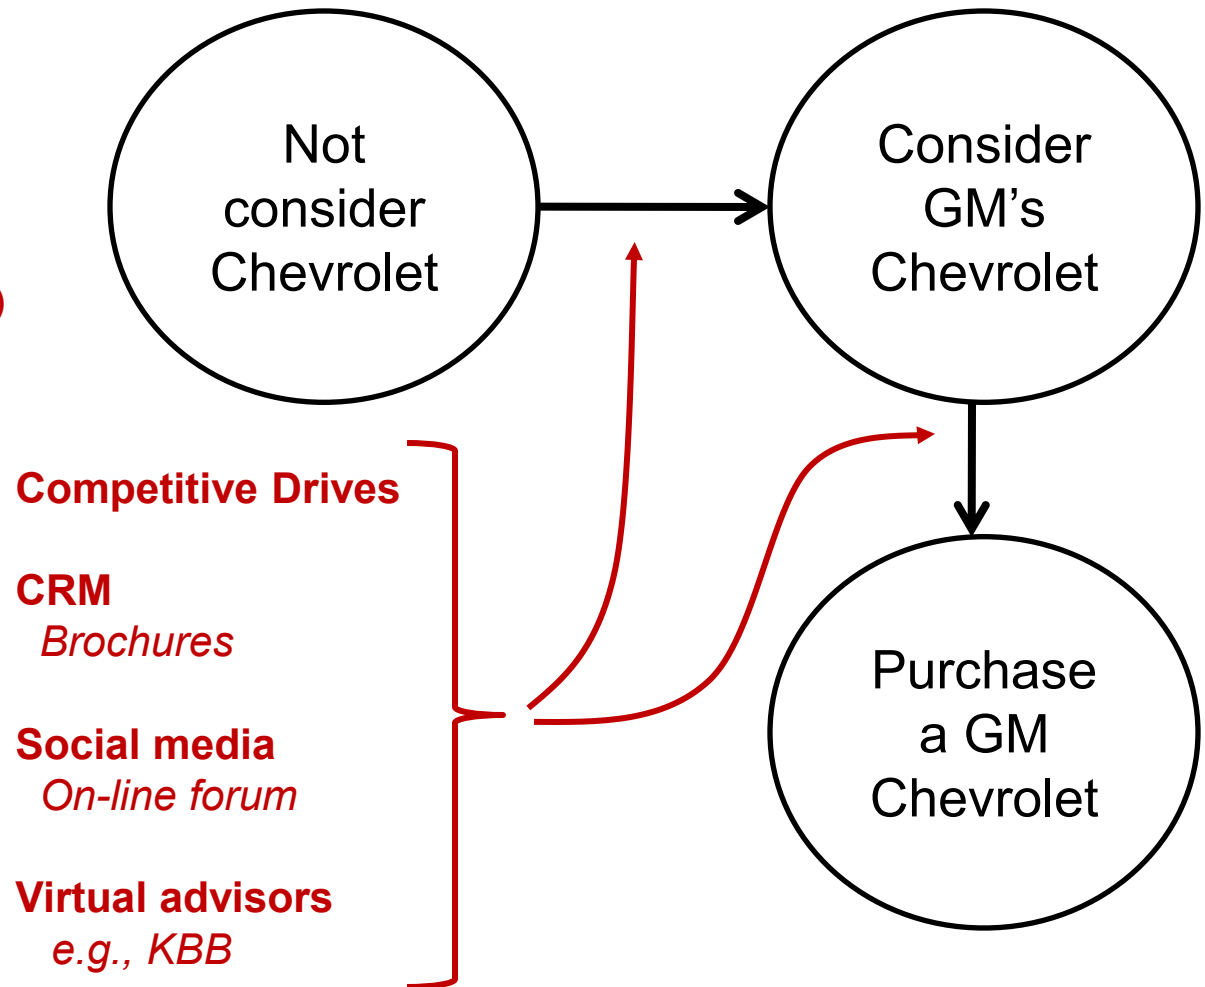 Not
consider
Chevrolet
Consider
GM’s
Chevrolet
Competitive Drives
CRM
Brochures
Social media
On-line forum
Virtual advisors
e.g., KBB
Purchase
a GM
Chevrolet